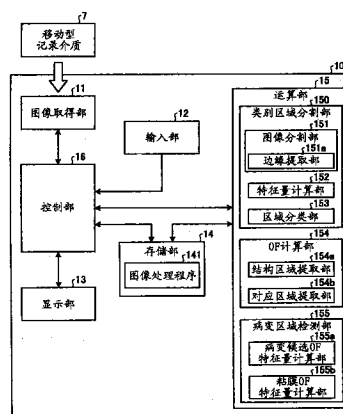 7
移动型
记录介质
10
11
图像取得部
12
输入部
16
控制部
14
存储部
141
图像处理程序
13
显示部
15
运算部
150
类别区域分割部
151
图像分割部
151a
边缘提取部
152
特征量计算部
153
区域分类部
154
OF计算部
154a
结构区域提取部
154b
对应区域提取部
155
病变区域检测部
155a
病变候选OF
特征量计算部
155b
粘膜OF
特征量计算部